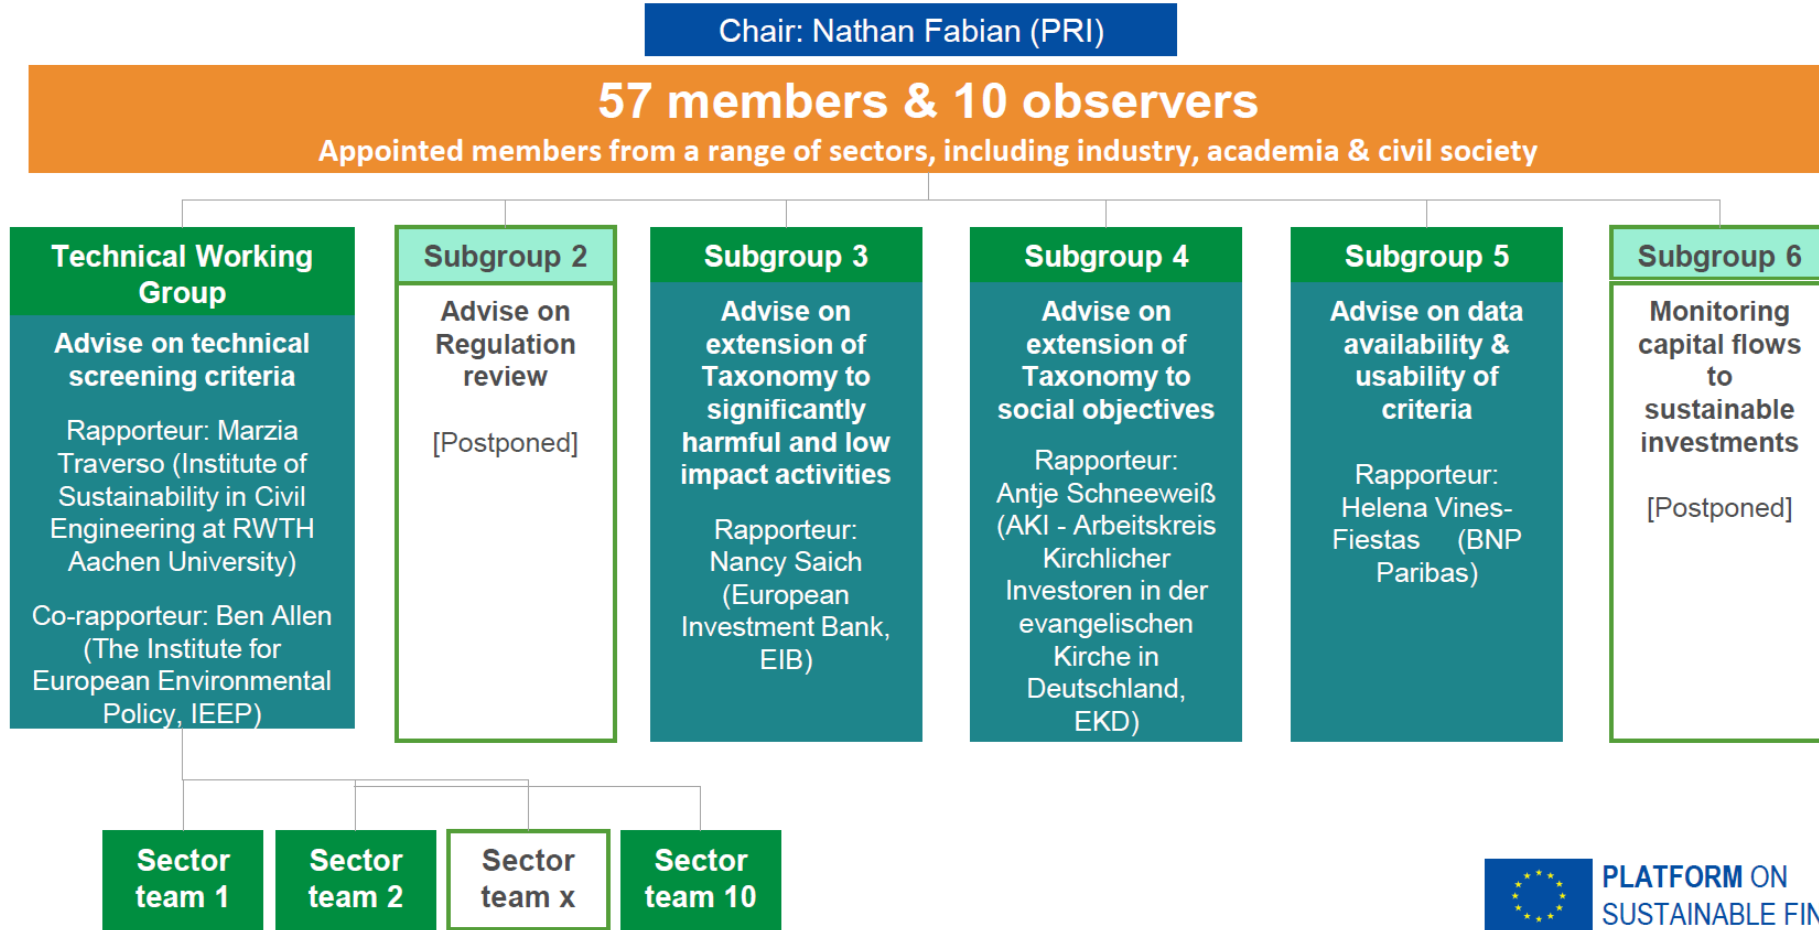 Chair: Nathan Fabian (PRI)
57 members & 10 observers
Appointed members from a range of sectors, including industry, academia & civil society
Technical Working
Group
Advise on technical
screening criteria
Rapporteur: Marzia
Traverso (Institute of
Sustainability in Civil
Engineering at RWTH
Aachen University)
Co-rapporteur: Ben Allen
(The Institute for
European Environmental
Policy, IEEP)
Subgroup 2
Advise on
Regulation
review
[Postponed]
Subgroup 3
Advise on
extension of
Taxonomy to
significantly
harmful and low
impact activities
Rapporteur:
Nancy Saich
(European
Investment Bank,
EIB)
Subgroup 4
Advise on
extension of
Taxonomy to
social objectives
Rapporteur:
Antje Schneeweiß
(AKI - Arbeitskreis
Kirchlicher
Investoren in der
evangelischen
Kirche in
Deutschland,
EKD)
Subgroup 5
Advise on data
availability &
usability of
criteria
Rapporteur:
Helena Vines-
Fiestas (BNP
Paribas)
Subgroup 6
Monitoring
capital flows
to
sustainable
investments
[Postponed]
Sector
team 1
Sector
team 2
Sector
team x
Sector
team 10
PLATFORM ON
SUSTAINABLE FIN